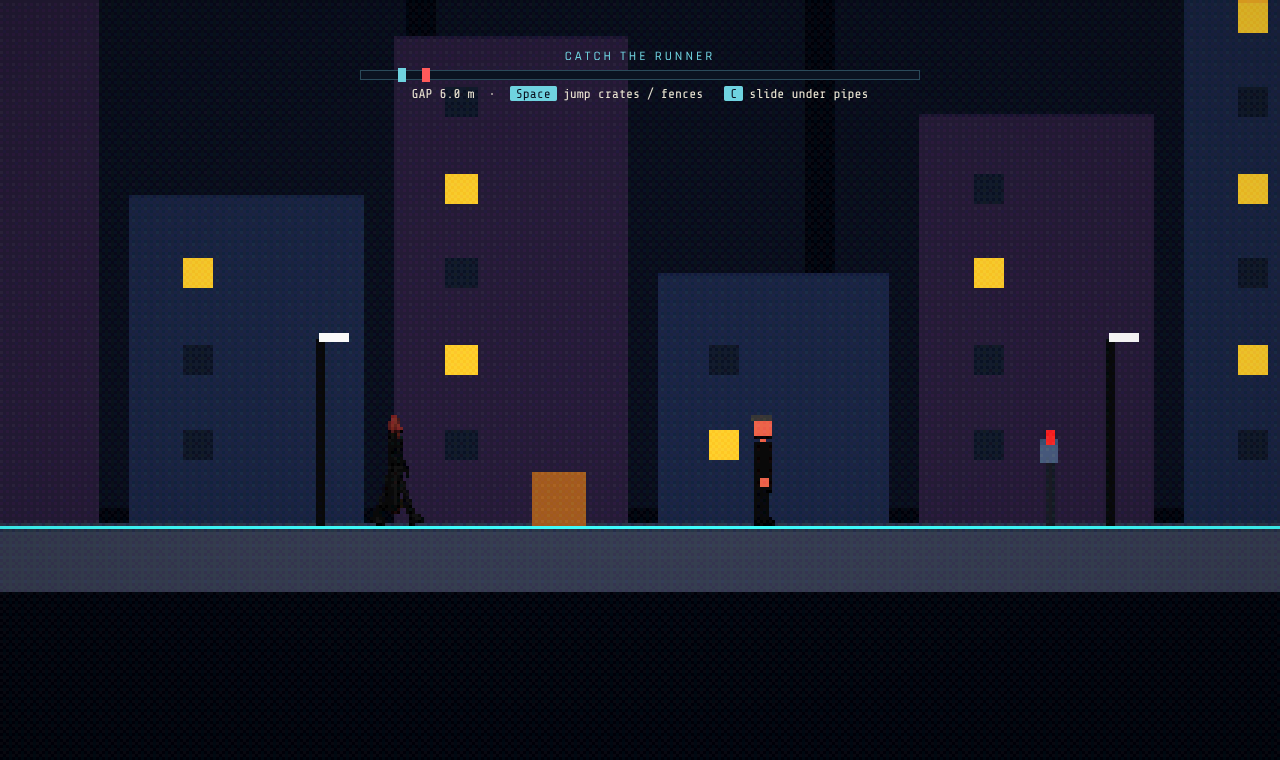 CATCH THE RUNNER
GAP 6.0 m · Space jump crates / fences C slide under pipes